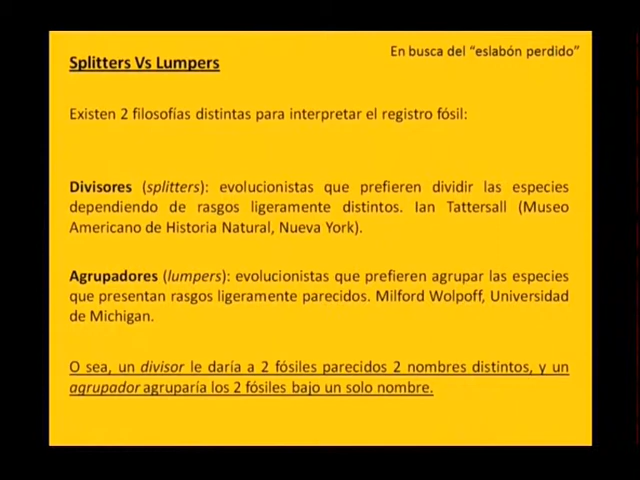 En busca del “eslabón perdido”
Splitters Vs Lumpers
Existen 2 filosofías distintas para interpretar el registro fósil:
Divisores (splitters): evolucionistas que prefieren dividir las especies
dependiendo de rasgos ligeramente distintos. Ian Tattersall (Museo
Americano de Historia Natural, Nueva York).
Agrupadores (lumpers): evolucionistas que prefieren agrupar las especies
que presentan rasgos ligeramente parecidos. Milford Wolpoff, Universidad
de Michigan.
O sea, un divisor le daría a 2 fósiles parecidos 2 nombres distintos, y un
agrupador agruparía los 2 fósiles bajo un solo nombre.